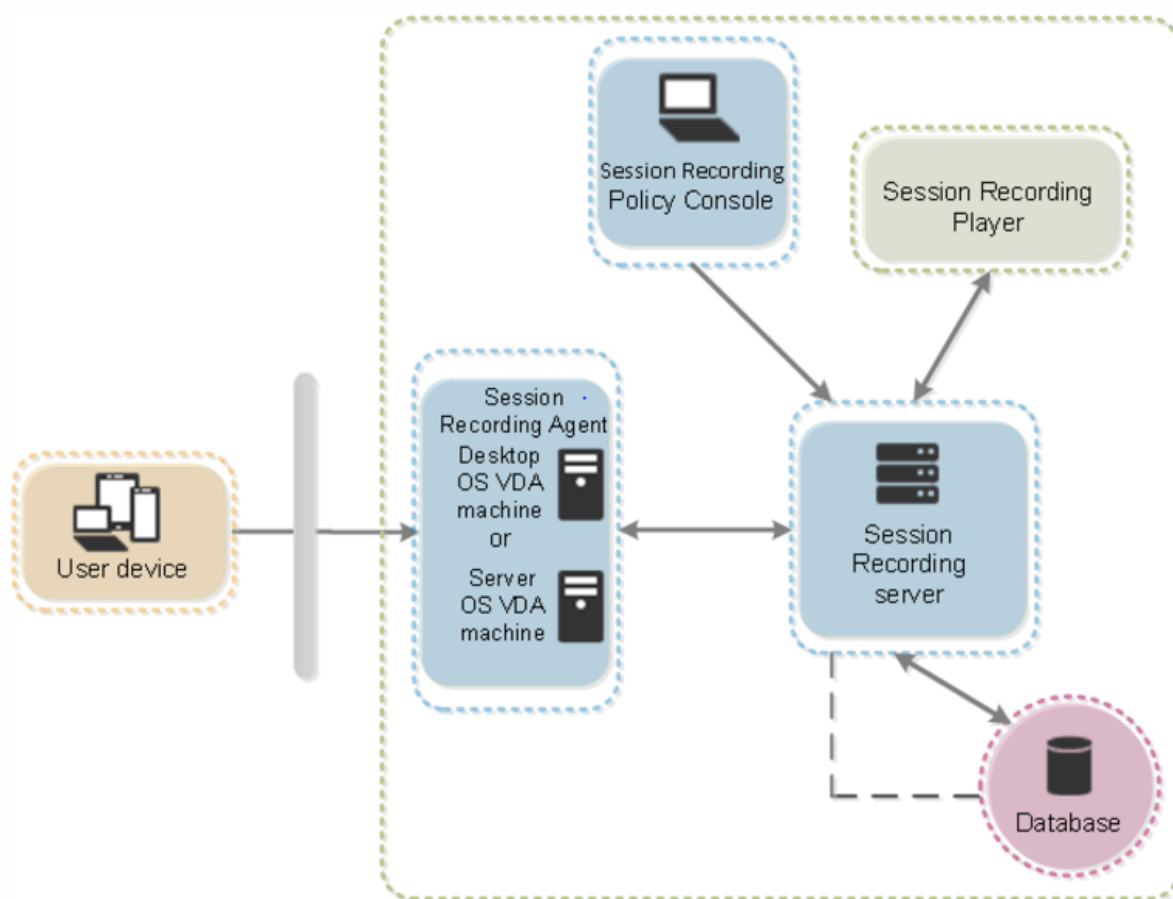 Session Recording
Policy Console
Session Recording
Player
Session
Recording Agent
Desktop
OS VDA
machine
or
Server
OS VDA
machine
User device
Session
Recording
server
Database